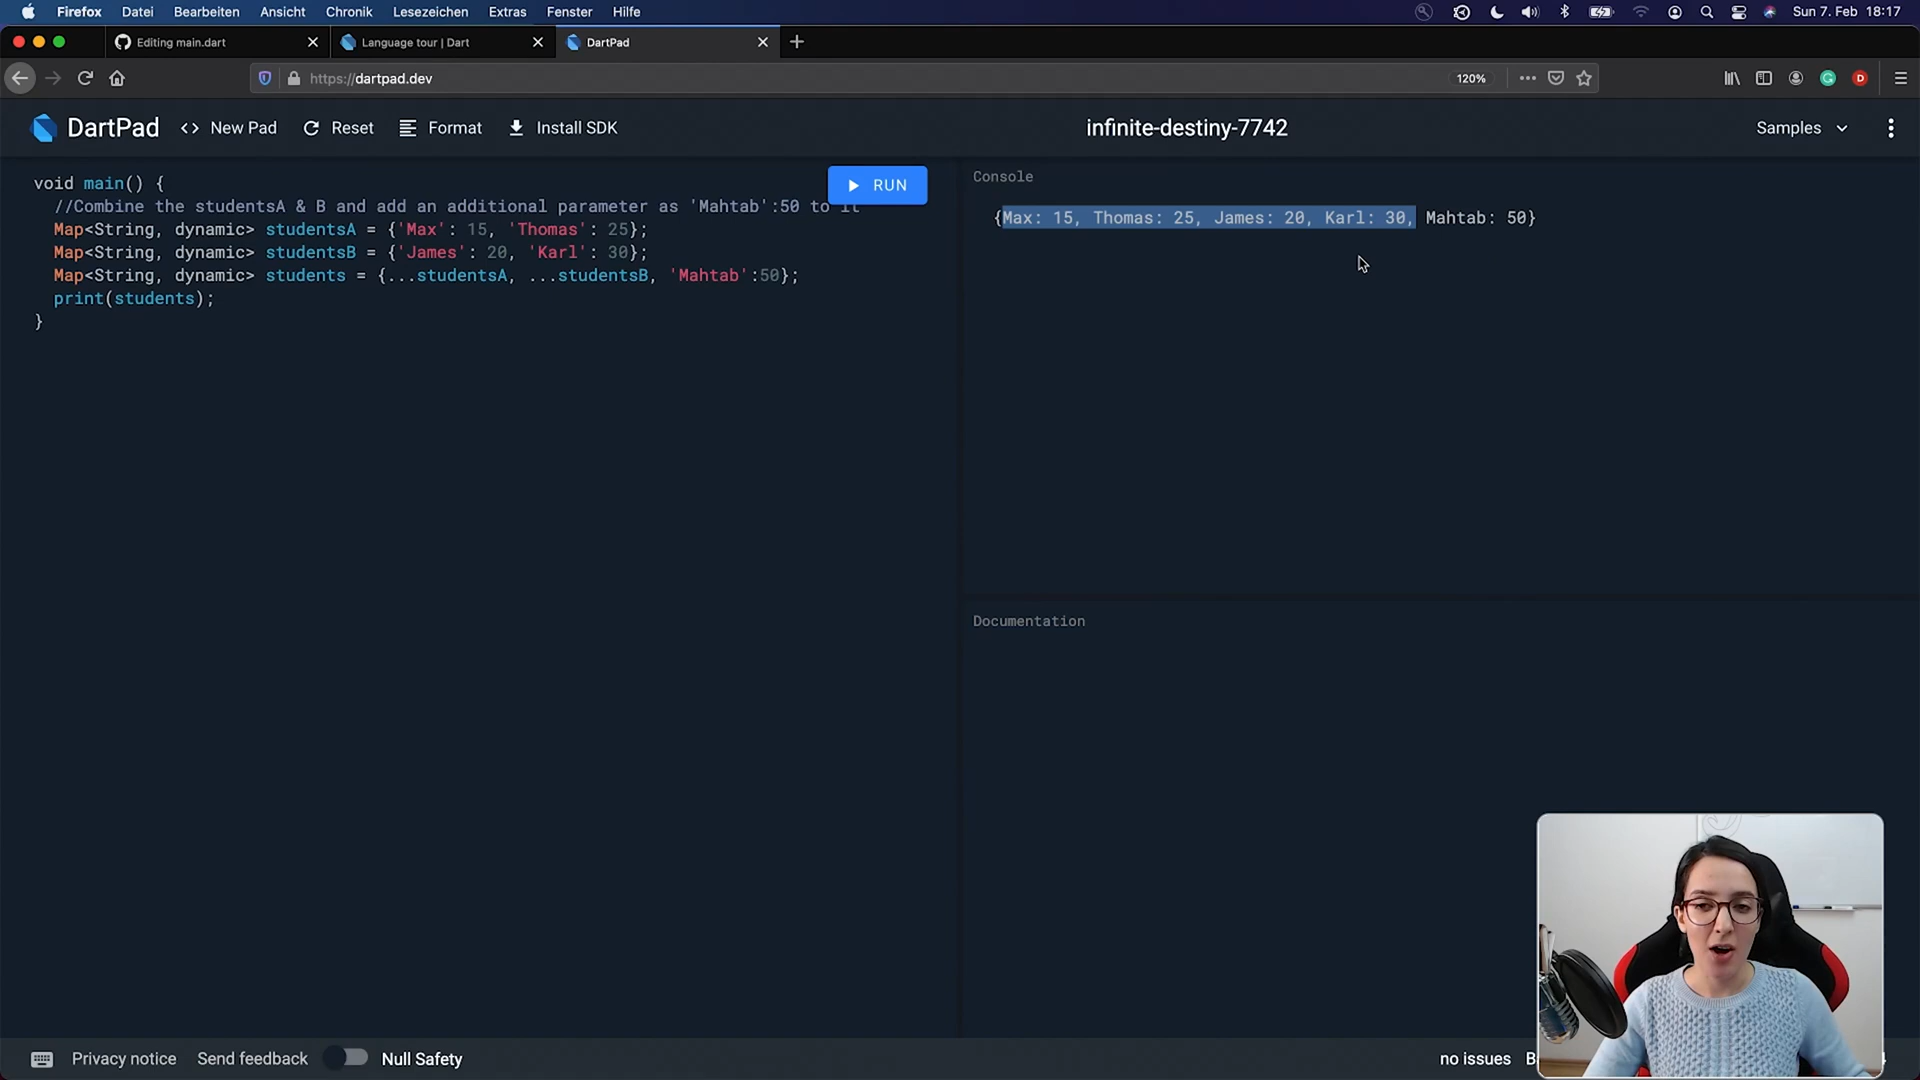 Firefox Datei Bearbeiten Ansicht Chronik Lesezeichen Extras Fenster Hilfe Sun 7. Feb 18:17
Editing main.dart Language tour | Dart DartPad
https://dartpad.dev 120%
DartPad <> New Pad Reset Format Install SDK infinite-destiny-7742 Samples
RUN
void main() {
//Combine the studentsA & B and add an additional parameter as 'Mahtab':50 to it
Map<String, dynamic> studentsA = {'Max': 15, 'Thomas': 25};
Map<String, dynamic> studentsB = {'James': 20, 'Karl': 30};
Map<String, dynamic> students = {...studentsA, ...studentsB, 'Mahtab':50};
print(students);
}
Console
{Max: 15, Thomas: 25, James: 20, Karl: 30, Mahtab: 50}
Documentation
Privacy notice Send feedback Null Safety no issues